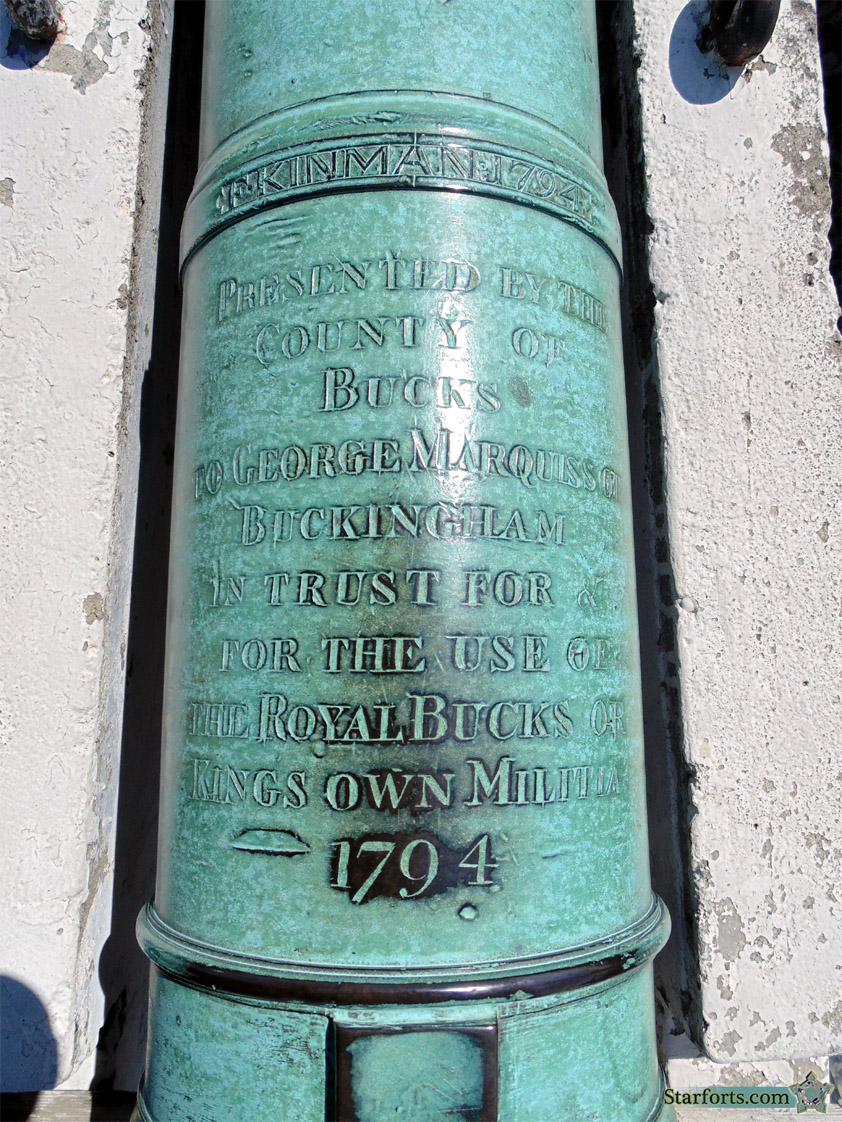 F KINMAN 1794
PRESENTED BY THE
COUNTY OF
BUCKS
TO GEORGE MARQUISS OF
BUCKINGHAM
IN TRUST FOR &
FOR THE USE OF
THE ROYAL BUCKS OR
KINGS OWN MILITIA
1794
Starforts.com